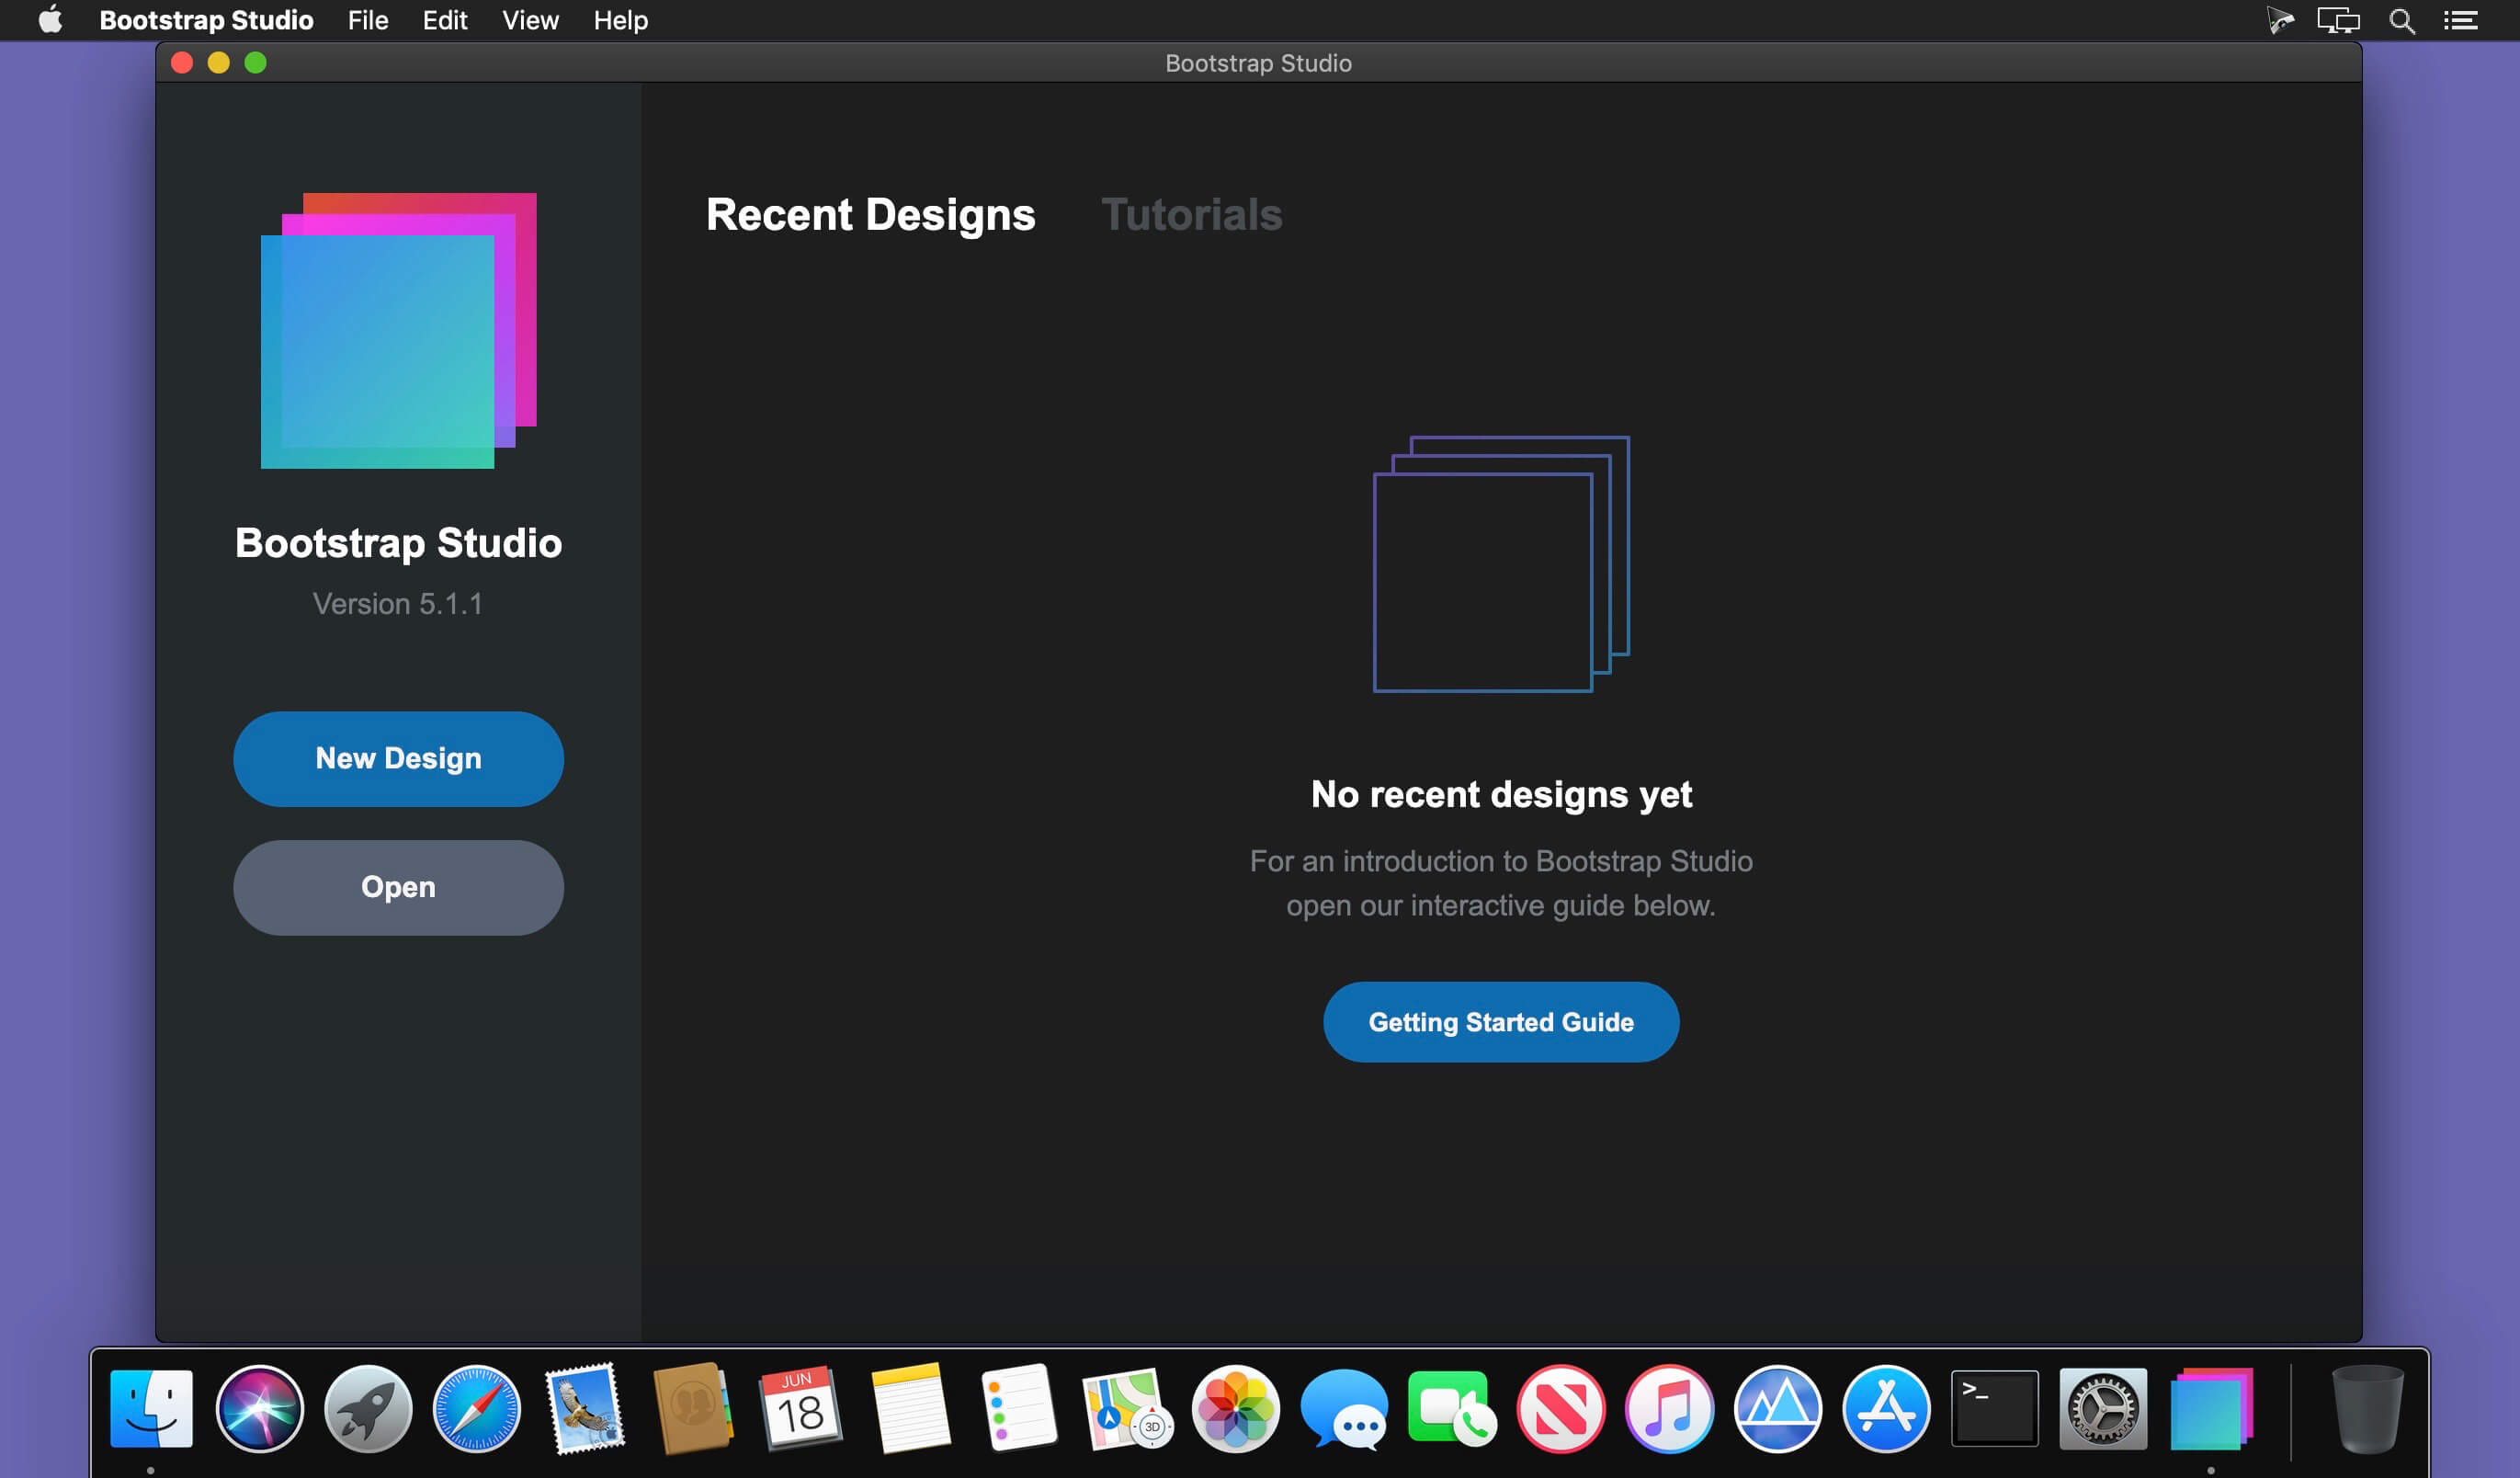 Bootstrap Studio File Edit View Help
Bootstrap Studio
Recent Designs Tutorials
Bootstrap Studio
Version 5.1.1
New Design
Open
No recent designs yet
For an introduction to Bootstrap Studio
open our interactive guide below.
Getting Started Guide
JUN
18
3D
>_